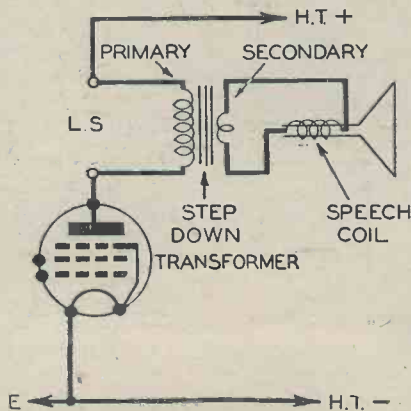 H.T. +
PRIMARY
SECONDARY
L.S
STEP
DOWN
TRANSFORMER
SPEECH
COIL
E
H.T. -